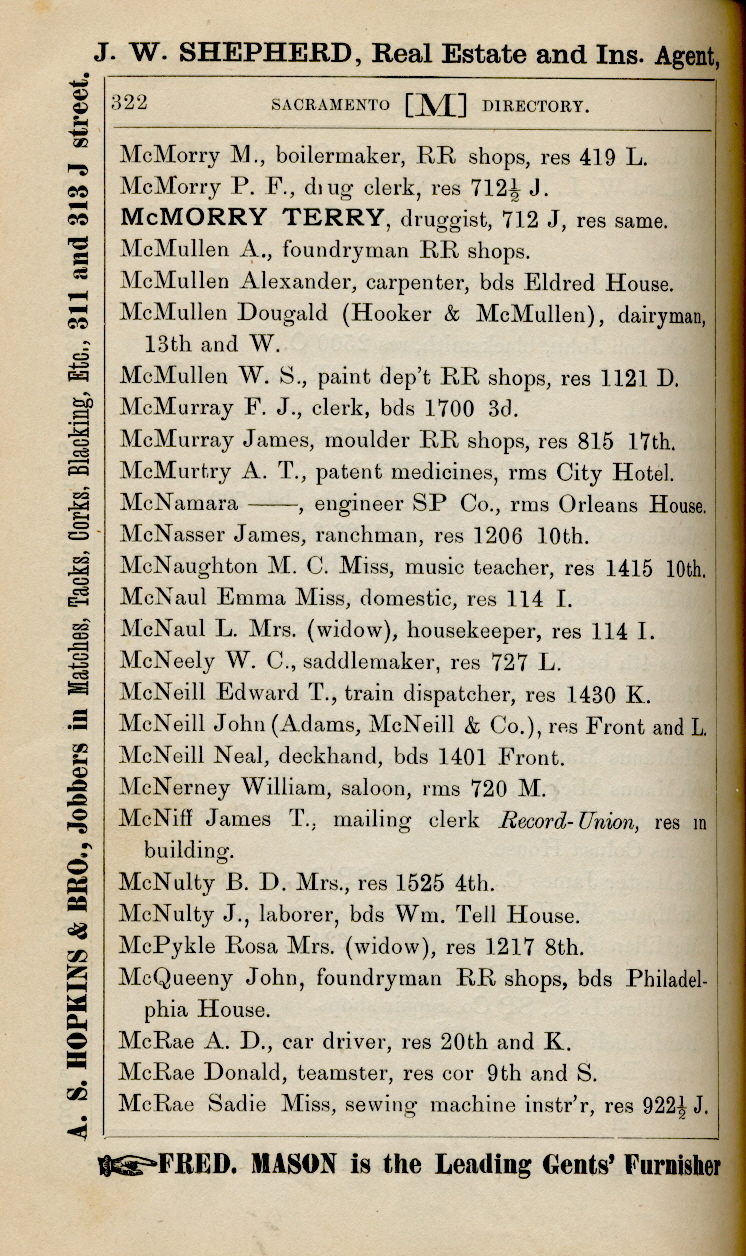 J. W. SHEPHERD, Real Estate and Ins. Agent,
322 SACRAMENTO [M] DIRECTORY.
McMorry M., boilermaker, RR shops, res 419 L.
McMorry P. F., drug clerk, res 712½ J.
McMORRY TERRY, druggist, 712 J, res same.
McMullen A., foundryman RR shops.
McMullen Alexander, carpenter, bds Eldred House.
McMullen Dougald (Hooker & McMullen), dairyman,
13th and W.
McMullen W. S., paint dep't RR shops, res 1121 D.
McMurray F. J., clerk, bds 1700 3d.
McMurray James, moulder RR shops, res 815 17th.
McMurtry A. T., patent medicines, rms City Hotel.
McNamara ——, engineer SP Co., rms Orleans House.
McNasser James, ranchman, res 1206 10th.
McNaughton M. C. Miss, music teacher, res 1415 10th.
McNaul Emma Miss, domestic, res 114 I.
McNaul L. Mrs. (widow), housekeeper, res 114 I.
McNeely W. C., saddlemaker, res 727 L.
McNeill Edward T., train dispatcher, res 1430 K.
McNeill John (Adams, McNeill & Co.), res Front and L.
McNeill Neal, deckhand, bds 1401 Front.
McNerney William, saloon, rms 720 M.
McNiff James T., mailing clerk Record-Union, res in
building.
McNulty B. D. Mrs., res 1525 4th.
McNulty J., laborer, bds Wm. Tell House.
McPykle Rosa Mrs. (widow), res 1217 8th.
McQueeny John, foundryman RR shops, bds Philadel-
phia House.
McRae A. D., car driver, res 20th and K.
McRae Donald, teamster, res cor 9th and S.
McRae Sadie Miss, sewing machine instr'r, res 922½ J.
FRED. MASON is the Leading Gents' Furnisher
A. S. HOPKINS & BRO., Jobbers in Matches, Tacks, Corks, Blacking, Etc., 311 and 313 J street.